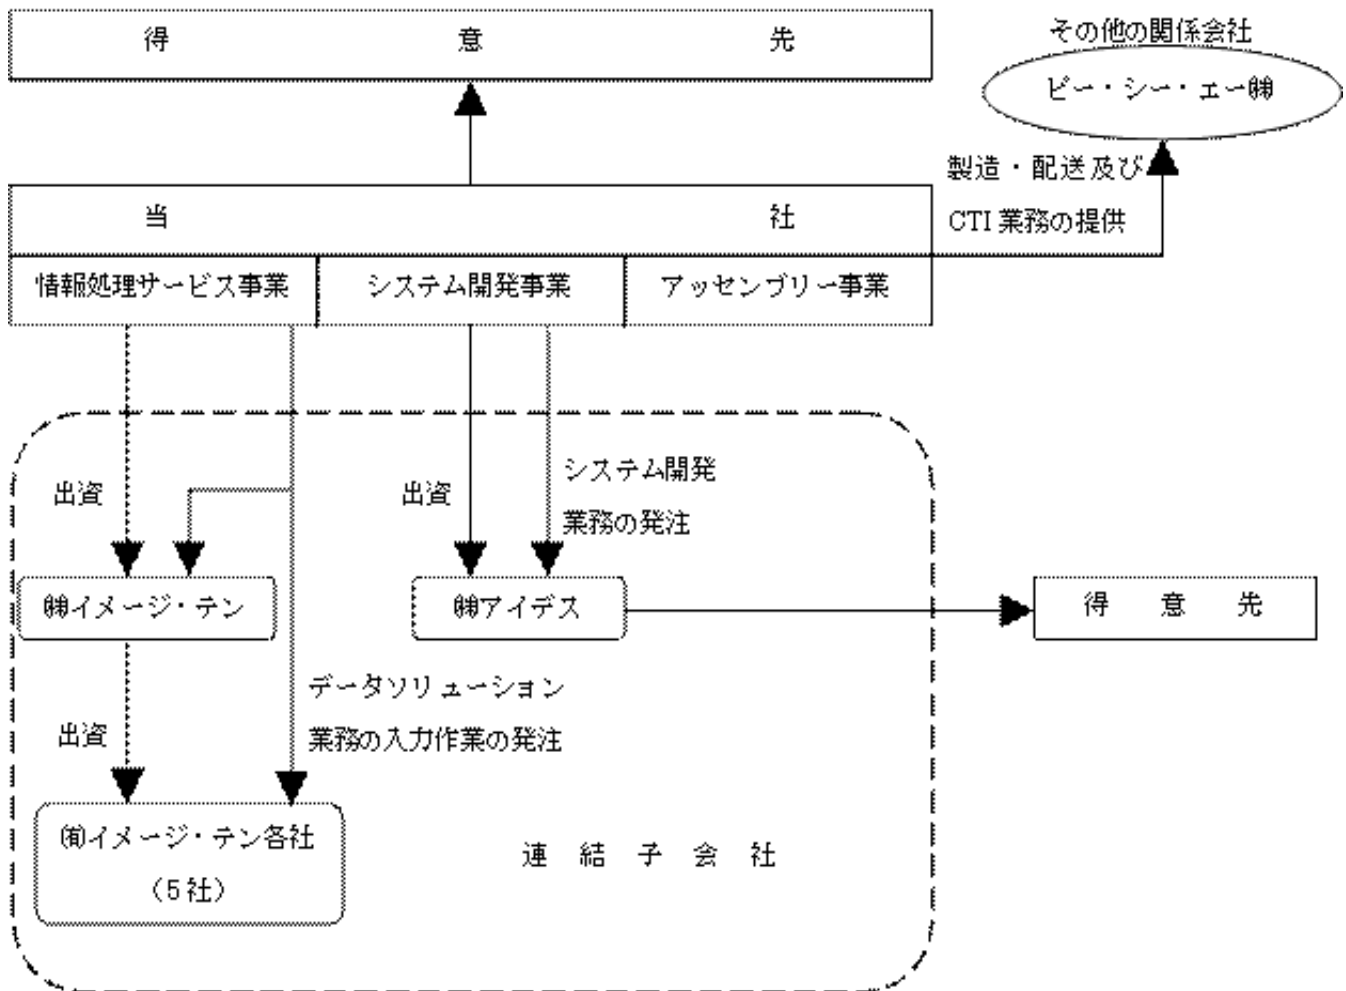 得意先
その他の関係会社
ビー・シー・エー㈱
製造・配送及び
CTI 業務の提供
当社
情報処理サービス事業
システム開発事業
アッセンブリー事業
出資
出資
システム開発
業務の発注
㈱イメージ・テン
㈱アイデス
得意先
データソリューション
業務の入力作業の発注
出資
㈲イメージ・テン各社
（5社）
連結子会社